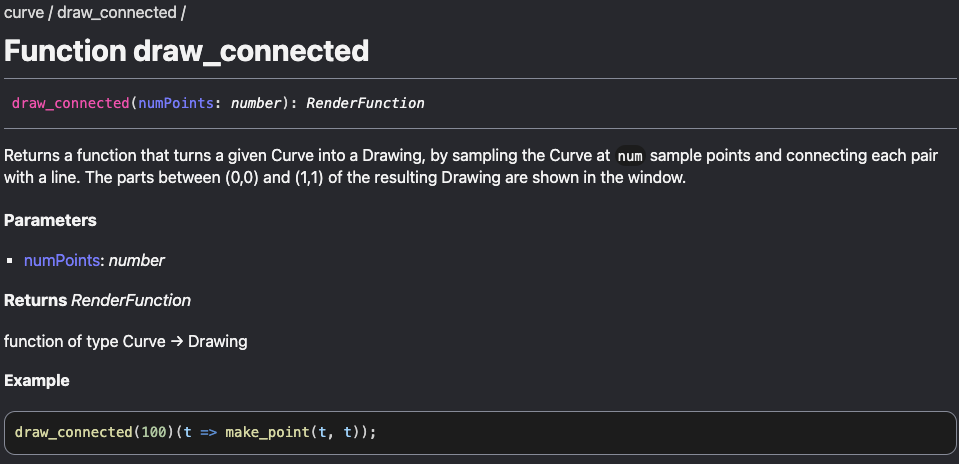 curve / draw_connected /
Function draw_connected
draw_connected(numPoints: number): RenderFunction
Returns a function that turns a given Curve into a Drawing, by sampling the Curve at num sample points and connecting each pair
with a line. The parts between (0,0) and (1,1) of the resulting Drawing are shown in the window.
Parameters
▪ numPoints: number
Returns RenderFunction
function of type Curve → Drawing
Example
draw_connected(100)(t => make_point(t, t));